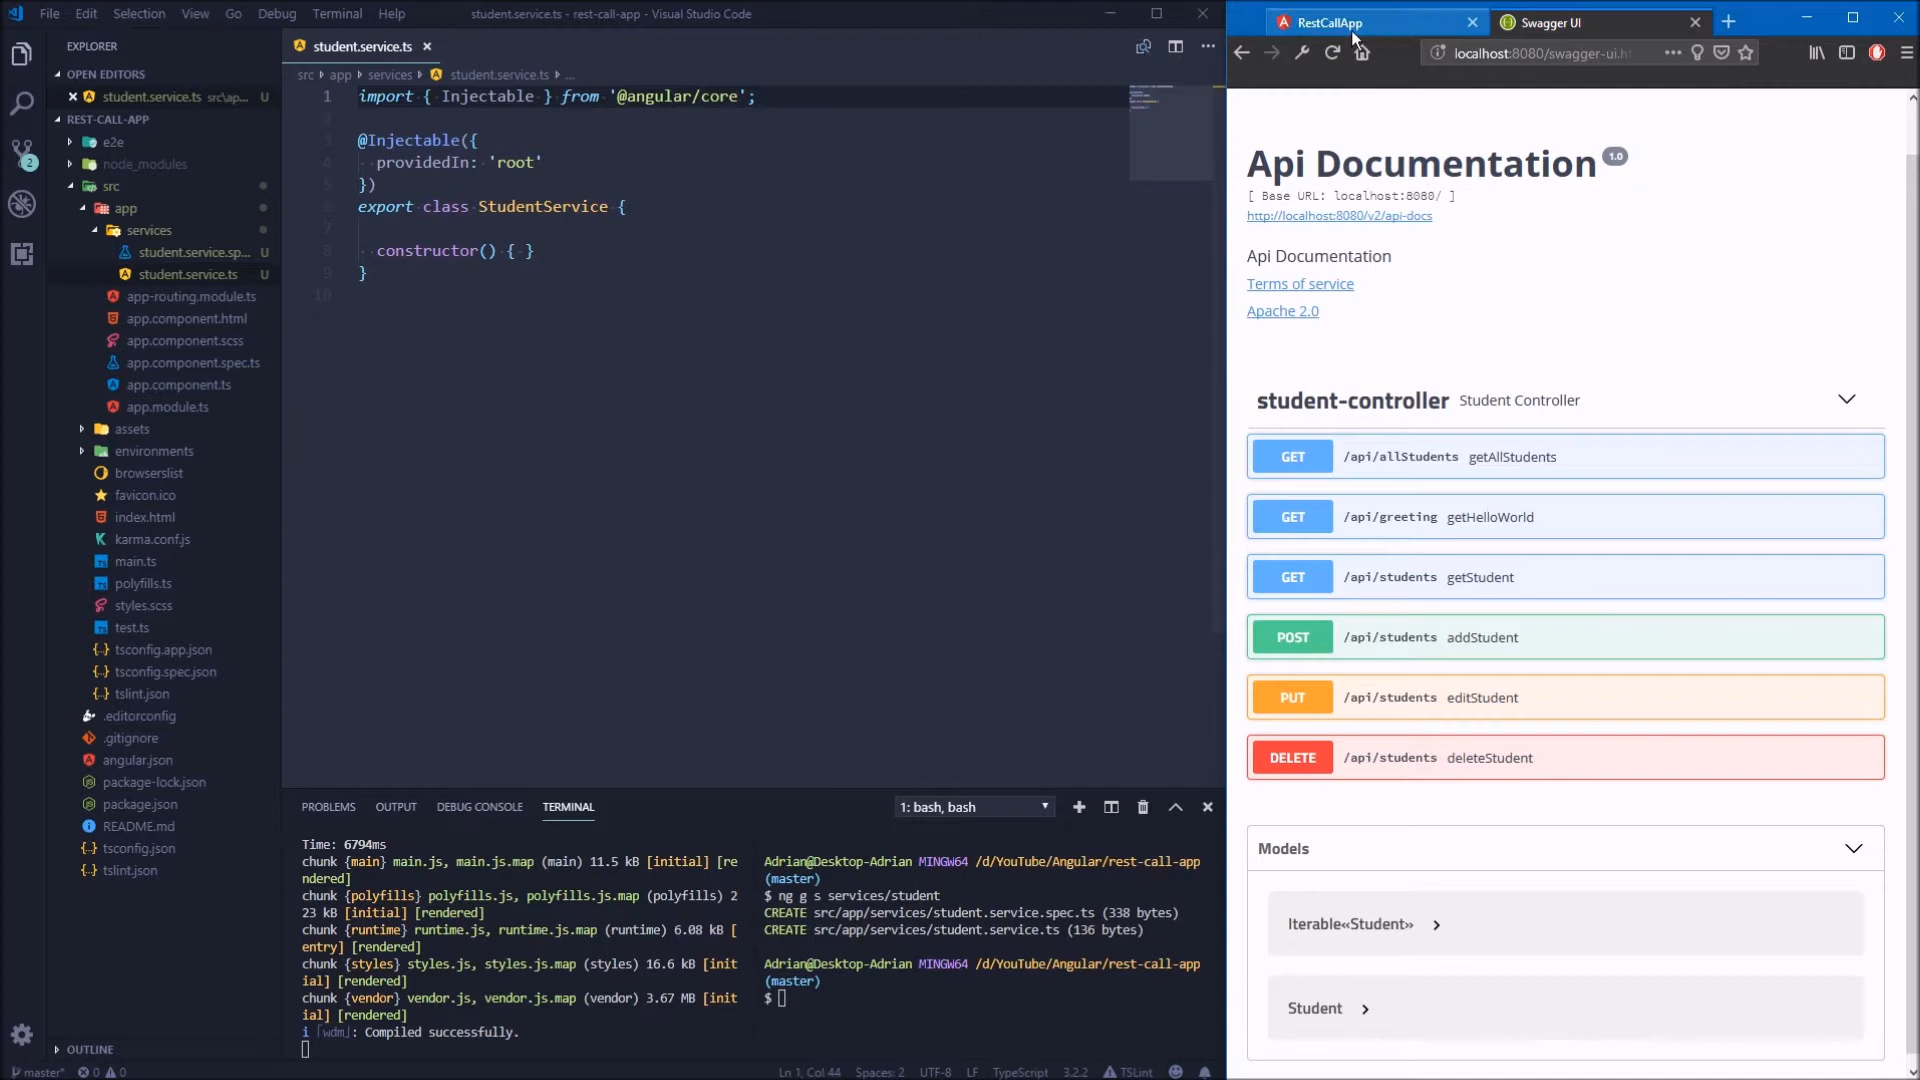 File Edit Selection View Go Debug Terminal Help
student.service.ts - rest-call-app - Visual Studio Code
EXPLORER
OPEN EDITORS
student.service.ts src\ap... U
REST-CALL-APP
e2e
node_modules
src
app
services
student.service.sp... U
student.service.ts U
app-routing.module.ts
app.component.html
app.component.scss
app.component.spec.ts
app.component.ts
app.module.ts
assets
environments
browserslist
favicon.ico
index.html
karma.conf.js
main.ts
polyfills.ts
styles.scss
test.ts
tsconfig.app.json
tsconfig.spec.json
tslint.json
.editorconfig
.gitignore
angular.json
package-lock.json
package.json
README.md
tsconfig.json
tslint.json
OUTLINE
student.service.ts
src app services student.service.ts ...
1 import { Injectable } from '@angular/core';
2
3 @Injectable({
4 providedIn: 'root'
5 })
6 export class StudentService {
7
8 constructor() { }
9 }
10
PROBLEMS OUTPUT DEBUG CONSOLE TERMINAL
1: bash, bash
Time: 6794ms
chunk {main} main.js, main.js.map (main) 11.5 kB [initial] [re
ndered]
chunk {polyfills} polyfills.js, polyfills.js.map (polyfills) 2
23 kB [initial] [rendered]
chunk {runtime} runtime.js, runtime.js.map (runtime) 6.08 kB [
entry] [rendered]
chunk {styles} styles.js, styles.js.map (styles) 16.6 kB [init
ial] [rendered]
chunk {vendor} vendor.js, vendor.js.map (vendor) 3.67 MB [init
ial] [rendered]
i ｢wdm｣: Compiled successfully.
Adrian@Desktop-Adrian MINGW64 /d/YouTube/Angular/rest-call-app
(master)
$ ng g s services/student
CREATE src/app/services/student.service.spec.ts (338 bytes)
CREATE src/app/services/student.service.ts (136 bytes)
Adrian@Desktop-Adrian MINGW64 /d/YouTube/Angular/rest-call-app
(master)
$
master* 0 0
2
Ln 1, Col 44 Spaces: 2 UTF-8 LF TypeScript 3.2.2 TSLint
RestCallApp
Swagger UI
localhost:8080/swagger-ui.ht
Api Documentation 1.0
[ Base URL: localhost:8080/ ]
http://localhost:8080/v2/api-docs
Api Documentation
Terms of service
Apache 2.0
student-controller Student Controller
GET /api/allStudents getAllStudents
GET /api/greeting getHelloWorld
GET /api/students getStudent
POST /api/students addStudent
PUT /api/students editStudent
DELETE /api/students deleteStudent
Models
Iterable«Student»
Student